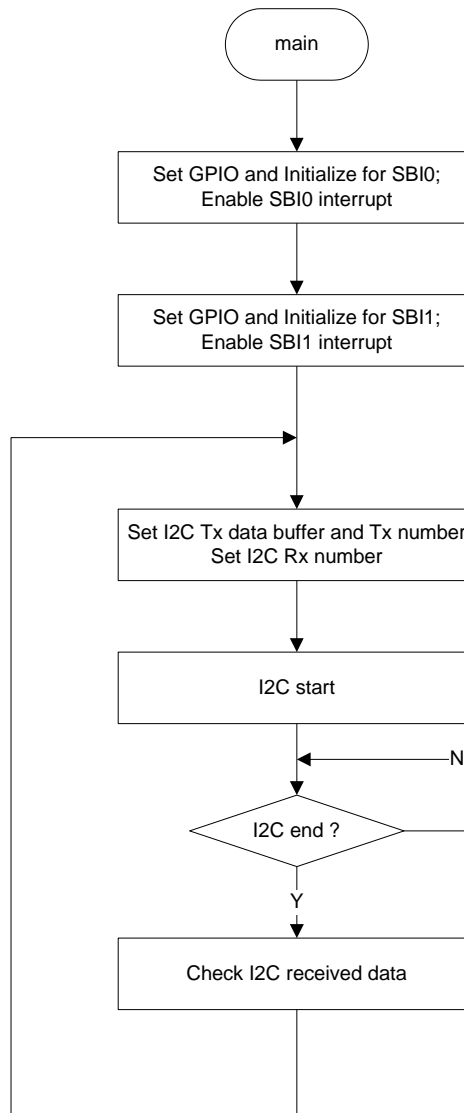 main
Set GPIO and Initialize for SBI0;
Enable SBI0 interrupt
Set GPIO and Initialize for SBI1;
Enable SBI1 interrupt
Set I2C Tx data buffer and Tx number
Set I2C Rx number
I2C start
N
I2C end ?
Y
Check I2C received data